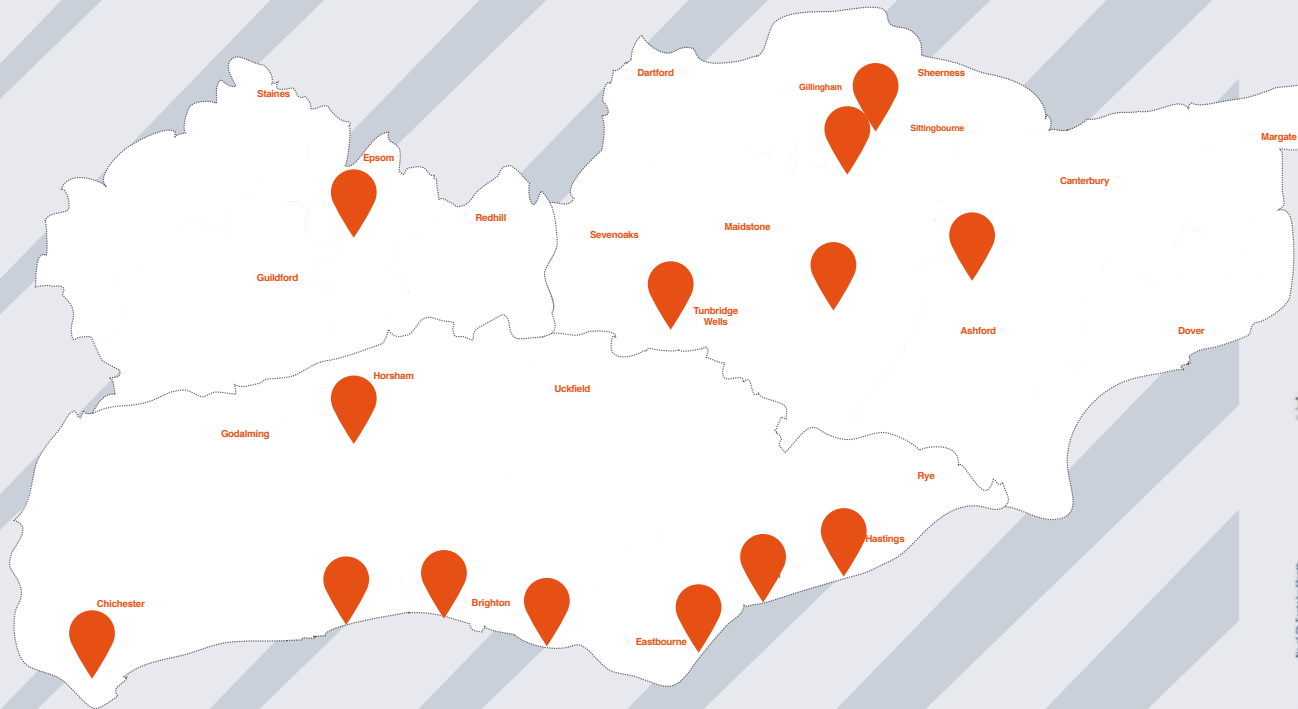 Dartford
Sheerness
Gillingham
Staines
Sittingbourne
Margate
Epsom
Canterbury
Redhill
Maidstone
Sevenoaks
Guildford
Tunbridge
Wells
Ashford
Dover
Horsham
Uckfield
Godalming
Rye
Hastings
Chichester
Brighton
Eastbourne